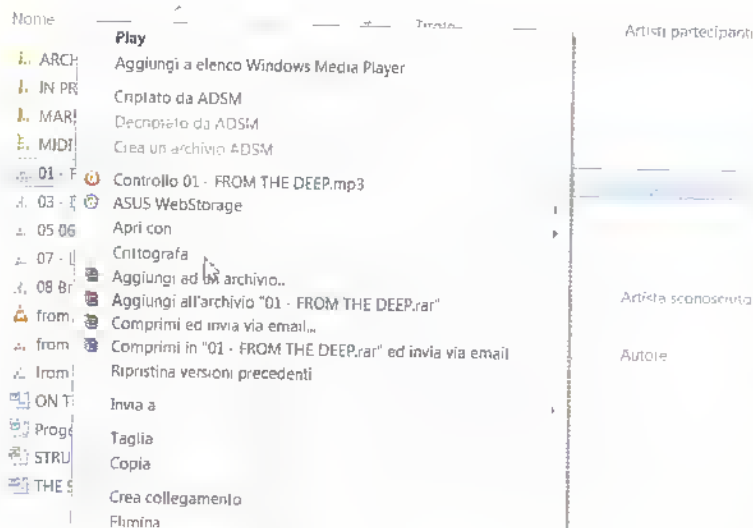 Nome
Artisti partecipanti
Play
ARCH
Aggiungi a elenco Windows Media Player
IN PR
Criptato da ADSM
MAR
Decriptato da ADSM
MIDI
Crea un archivio ADSM
01 - F
Controllo 01 - FROM THE DEEP.mp3
03 -
ASUS WebStorage
05 06
Apri con
07 - L
Crittografa
08 Br
Aggiungi ad un archivio..
Aggiungi all'archivio "01 - FROM THE DEEP.rar"
Artista sconosciuto
from
Comprimi ed invia via email...
from
Comprimi in "01 - FROM THE DEEP.rar" ed invia via email
Autore
from
Ripristina versioni precedenti
ON T
Invia a
Proge
Taglia
STRU
Copia
THE S
Crea collegamento
Elimina